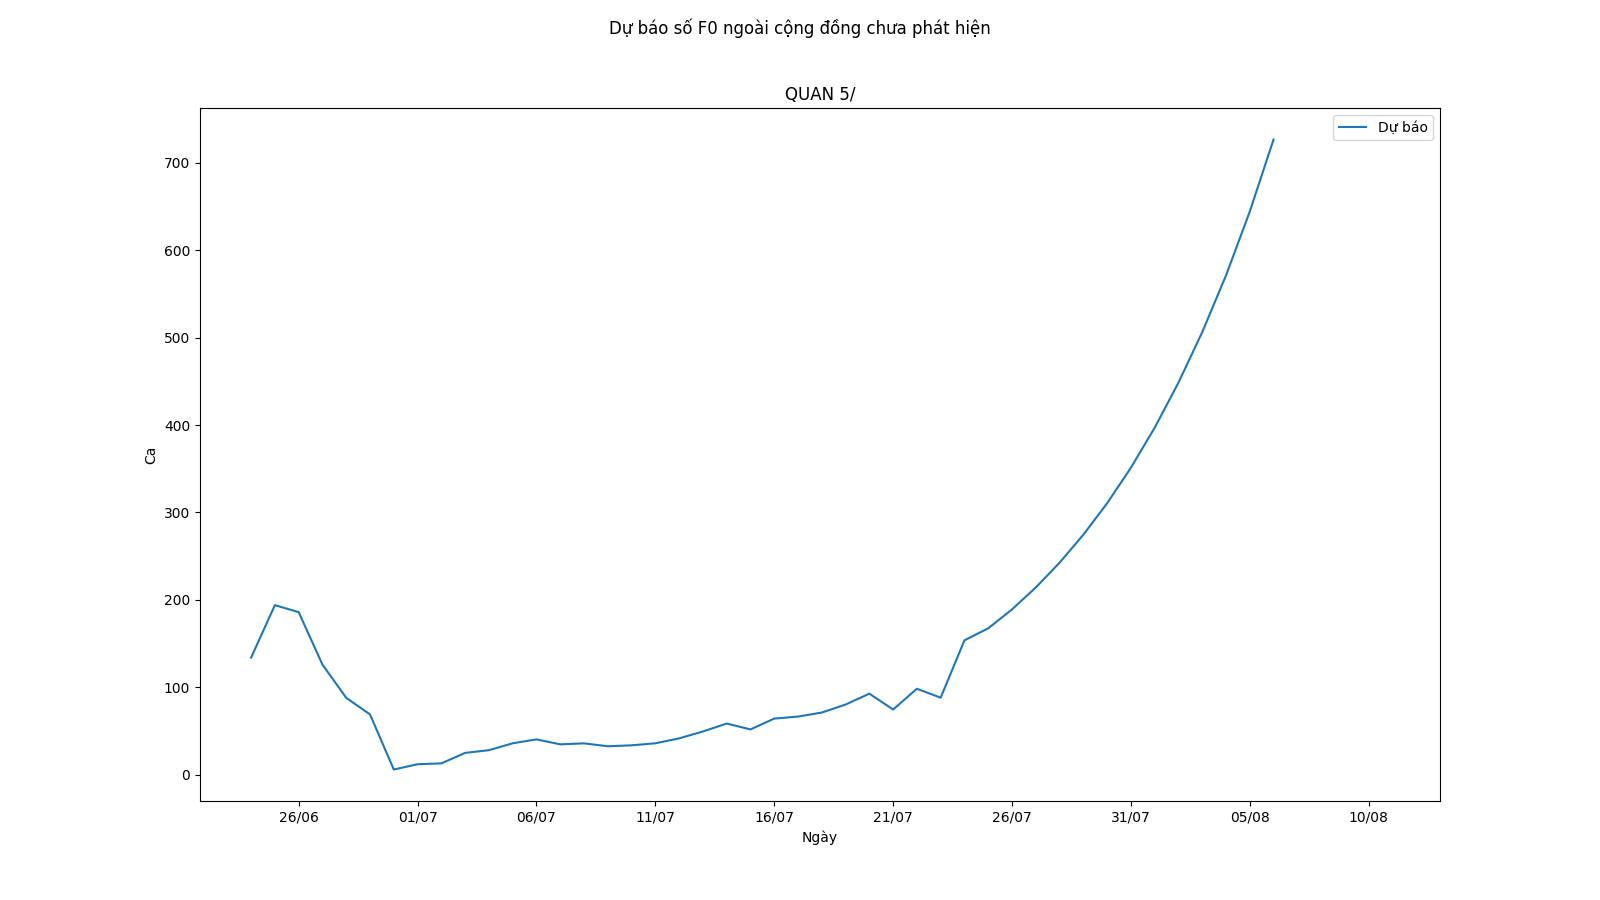 Dự báo số F0 ngoài cộng đồng chưa phát hiện
QUAN 5/
Dự báo
700
600
500
400
300
200
100
0
Ca
26/06 01/07 06/07 11/07 16/07 21/07 26/07 31/07 05/08 10/08
Ngày